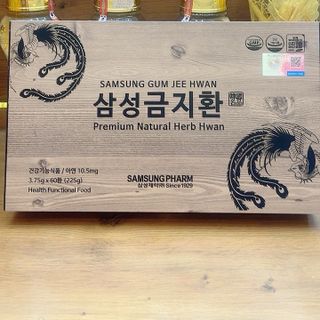 SAMSUNG GUM JEE HWAN
삼성금지환
Premium Natural Herb Hwan
건강기능식품 / 아연 10.5mg
3.75g x 60환 (225g)
Health Functional Food
SAMSUNG PHARM
삼성제약㈜ Since1929